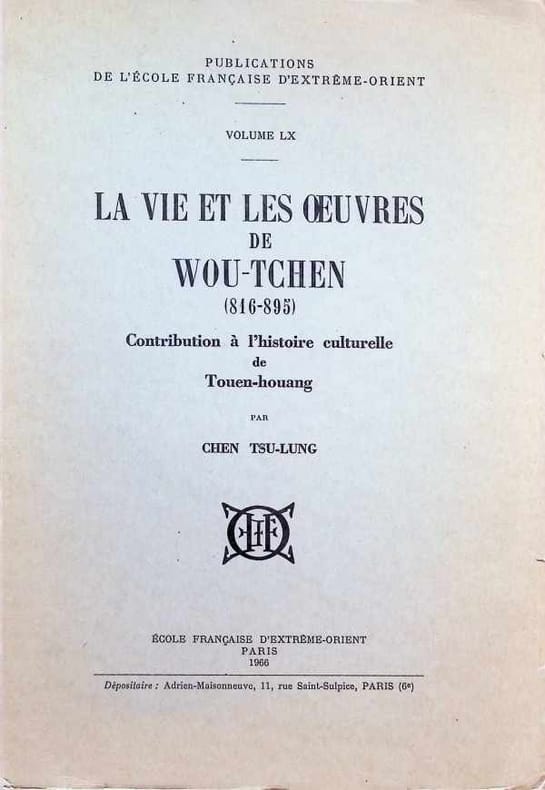 PUBLICATIONS
DE L'ÉCOLE FRANÇAISE D'EXTRÊME-ORIENT
VOLUME LX
LA VIE ET LES ŒUVRES
DE
WOU-TCHEN
(816-895)
Contribution à l'histoire culturelle
de
Touen-houang
PAR
CHEN TSU-LUNG
ÉCOLE FRANÇAISE D'EXTRÊME-ORIENT
PARIS
1966
Dépositaire : Adrien-Maisonneuve, 11, rue Saint-Sulpice, PARIS (6e)